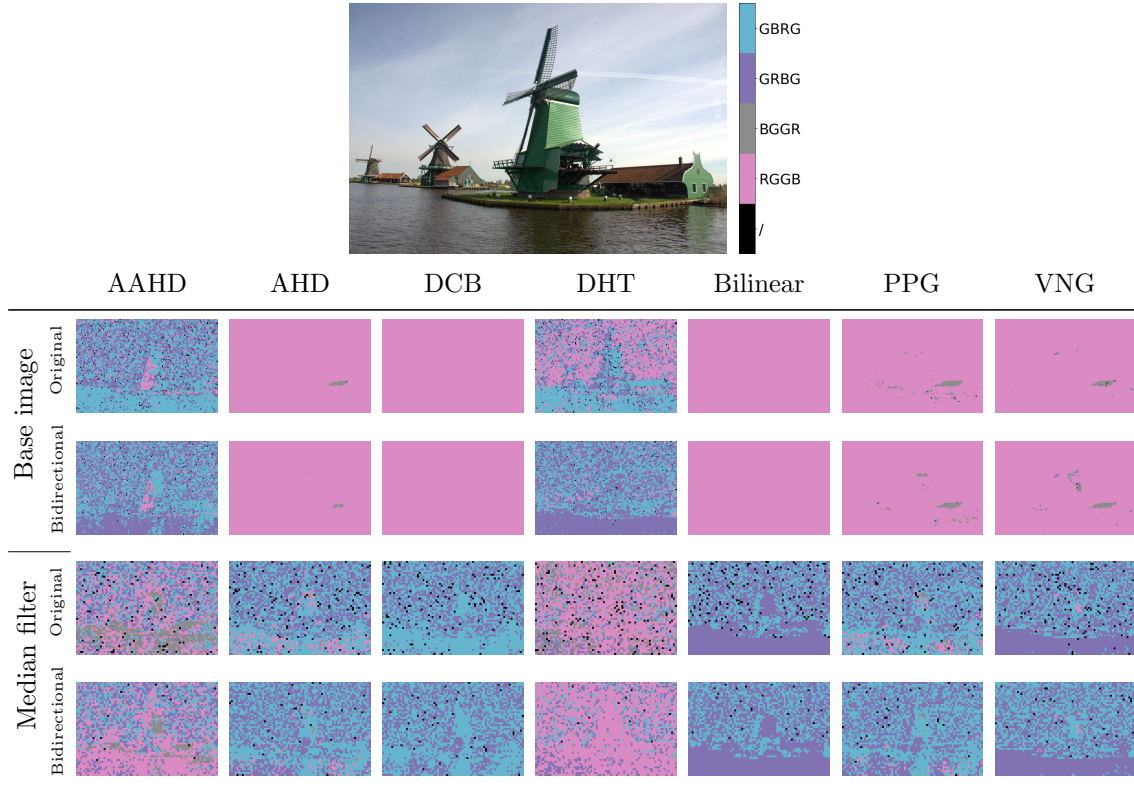 GBRG
GRBG
BGGR
RGGB
/
AAHD AHD DCB DHT Bilinear PPG VNG
Base image
Original
Bidirectional
Median filter
Original
Bidirectional